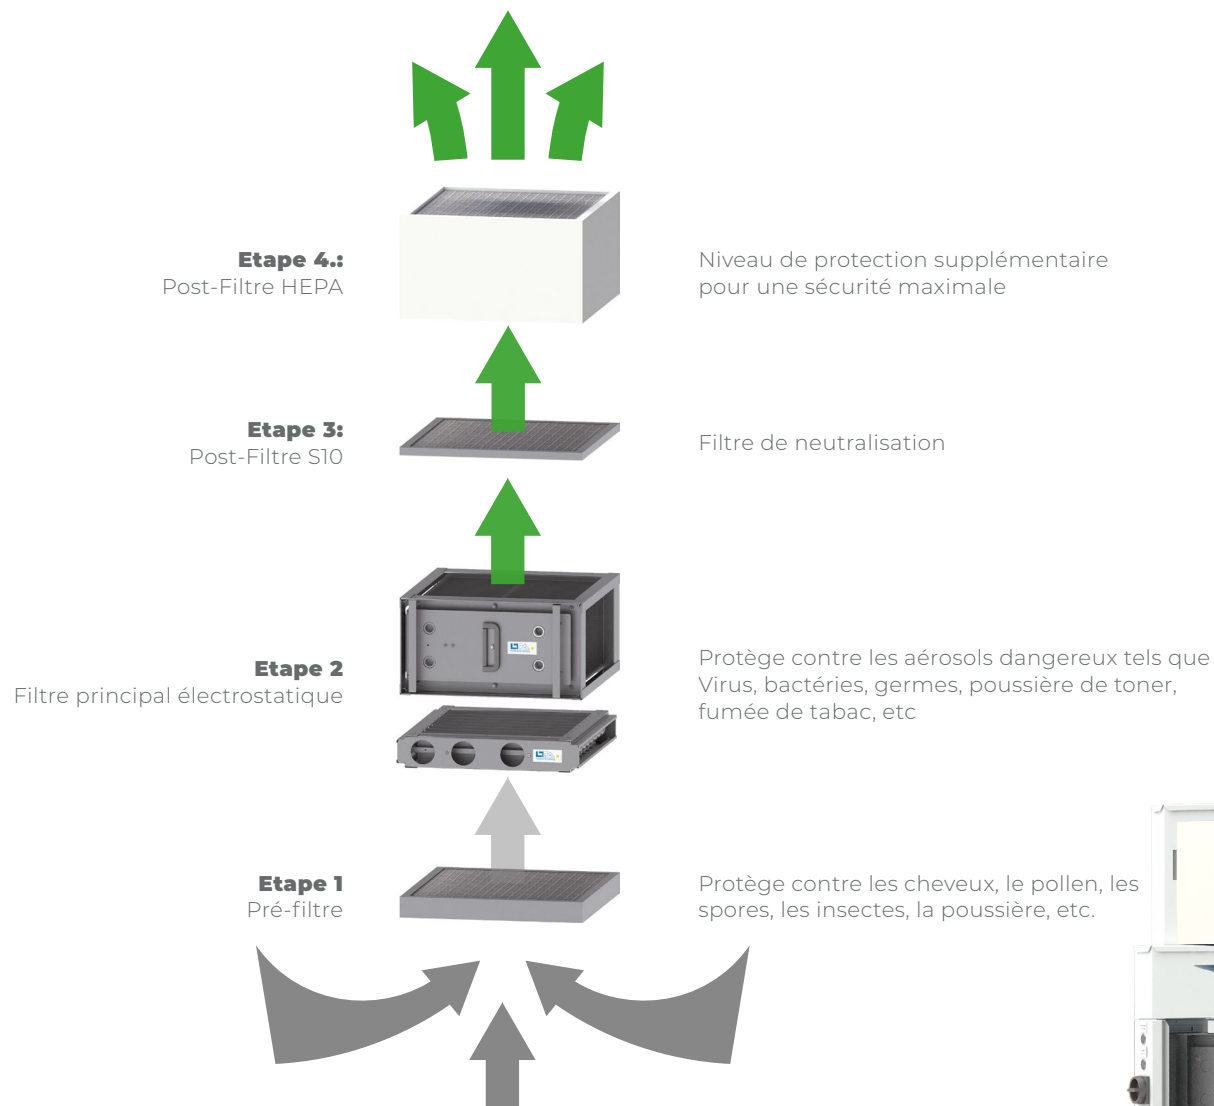 Etape 4.:
Post-Filtre HEPA
Niveau de protection supplémentaire
pour une sécurité maximale
Etape 3:
Post-Filtre S10
Filtre de neutralisation
Etape 2
Filtre principal électrostatique
Protège contre les aérosols dangereux tels que
Virus, bactéries, germes, poussière de toner,
fumée de tabac, etc
Etape 1
Pré-filtre
Protège contre les cheveux, le pollen, les
spores, les insectes, la poussière, etc.